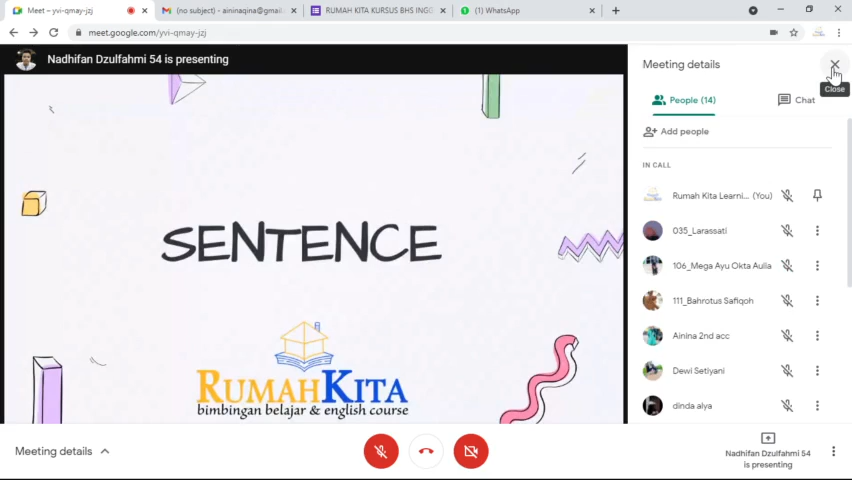 Meet – yvi-qmay-jzj
(no subject) - aininaqina@gmai
RUMAH KITA KURSUS BHS INGG
(1) WhatsApp
meet.google.com/yvi-qmay-jzj
Nadhifan Dzulfahmi 54 is presenting
Meeting details
Close
People (14)
Chat
Add people
IN CALL
Rumah Kita Learni... (You)
035_Larassati
106_Mega Ayu Okta Aulia
111_Bahrotus Safiqoh
Ainina 2nd acc
Dewi Setiyani
dinda alya
SENTENCE
RUMAHKITA
bimbingan belajar & english course
Meeting details
Nadhifan Dzulfahmi 54
is presenting